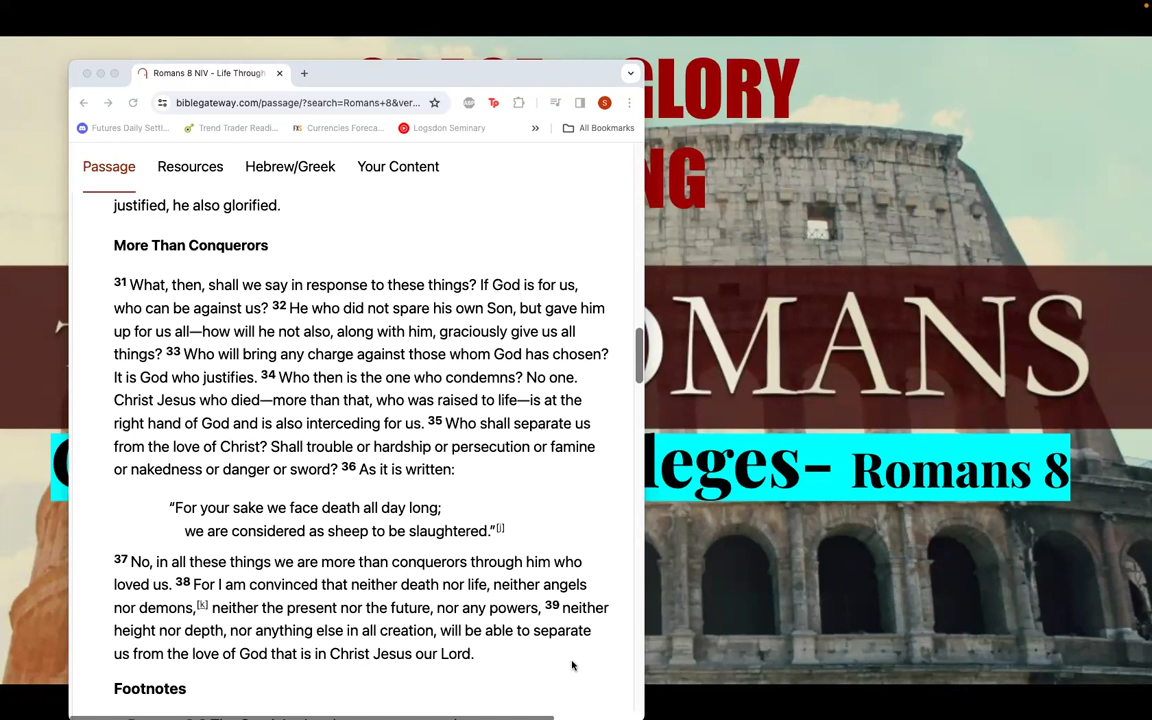 GLORY
NG
OMANS
leges- Romans 8
Romans 8 NIV - Life Through
biblegateway.com/passage/?search=Romans+8&ver...
ABP
Tp
S
Futures Daily Settl...
Trend Trader Readi...
FXS Currencies Foreca...
Logsdon Seminary
»
All Bookmarks
Passage
Resources
Hebrew/Greek
Your Content
justified, he also glorified.
More Than Conquerors
31 What, then, shall we say in response to these things? If God is for us,
who can be against us? 32 He who did not spare his own Son, but gave him
up for us all—how will he not also, along with him, graciously give us all
things? 33 Who will bring any charge against those whom God has chosen?
It is God who justifies. 34 Who then is the one who condemns? No one.
Christ Jesus who died—more than that, who was raised to life—is at the
right hand of God and is also interceding for us. 35 Who shall separate us
from the love of Christ? Shall trouble or hardship or persecution or famine
or nakedness or danger or sword? 36 As it is written:
“For your sake we face death all day long;
we are considered as sheep to be slaughtered.”[j]
37 No, in all these things we are more than conquerors through him who
loved us. 38 For I am convinced that neither death nor life, neither angels
nor demons,[k] neither the present nor the future, nor any powers, 39 neither
height nor depth, nor anything else in all creation, will be able to separate
us from the love of God that is in Christ Jesus our Lord.
Footnotes